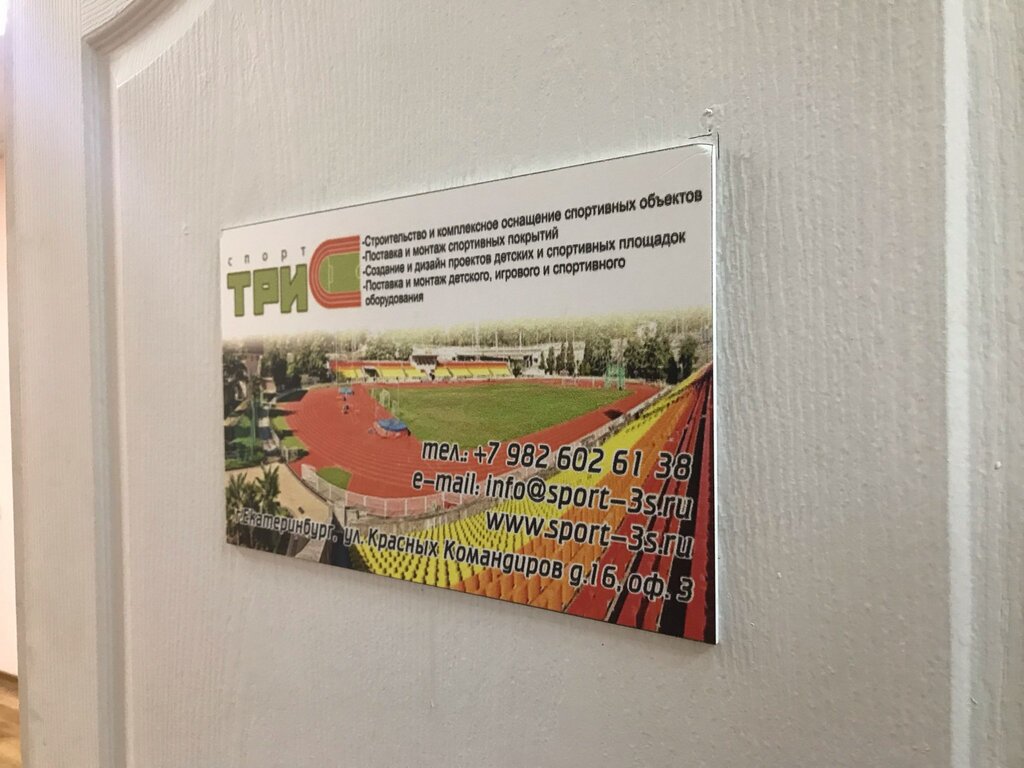 спорт
ТРИС
-Строительство и комплексное оснащение спортивных объектов
-Поставка и монтаж спортивных покрытий
-Создание и дизайн проектов детских и спортивных площадок
-Поставка и монтаж детского, игрового и спортивного
оборудования
тел.: +7 982 602 61 38
e-mail: info@sport-3s.ru
www.sport-3s.ru
г.Екатеринбург, ул.Красных Командиров д.16, оф. 3